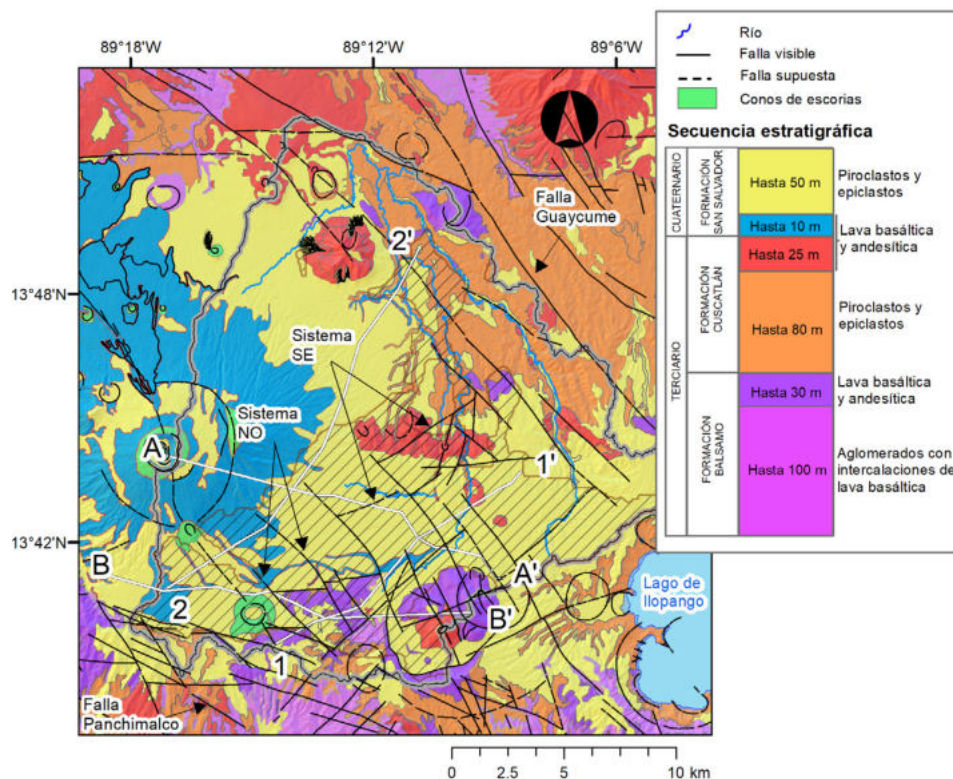 89°18'W
89°12'W
89°6'W
Río
Falla visible
Falla supuesta
Conos de escorias
Secuencia estratigráfica
CUATERNARIO
FORMACIÓN
SAN SALVADOR
Hasta 50 m
Piroclastos y
epiclastos
Hasta 10 m
Lava basáltica
y andesítica
TERCIARIO
FORMACIÓN
CUSCATLÁN
Hasta 25 m
Hasta 80 m
Piroclastos y
epiclastos
FORMACIÓN
BALSAMO
Hasta 30 m
Lava basáltica
y andesítica
Hasta 100 m
Aglomerados con
intercalaciones de
lava basáltica
Falla
Guaycume
2'
13°48'N
Sistema
SE
Sistema
NO
A
1'
13°42'N
B
A'
Lago de
Ilopango
2
B'
1
Falla
Panchimalco
0
2.5
5
10 km